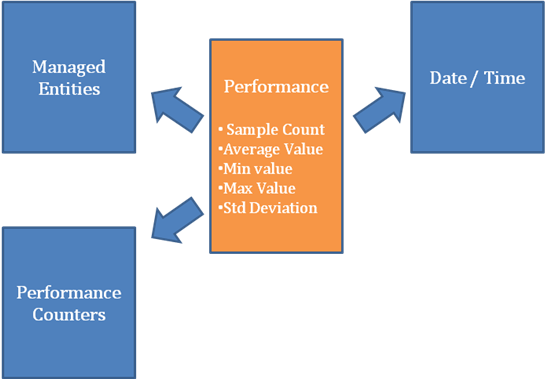 Managed
Entities
Performance
• Sample Count
•Average Value
•Min value
•Max Value
•Std Deviation
Date / Time
Performance
Counters